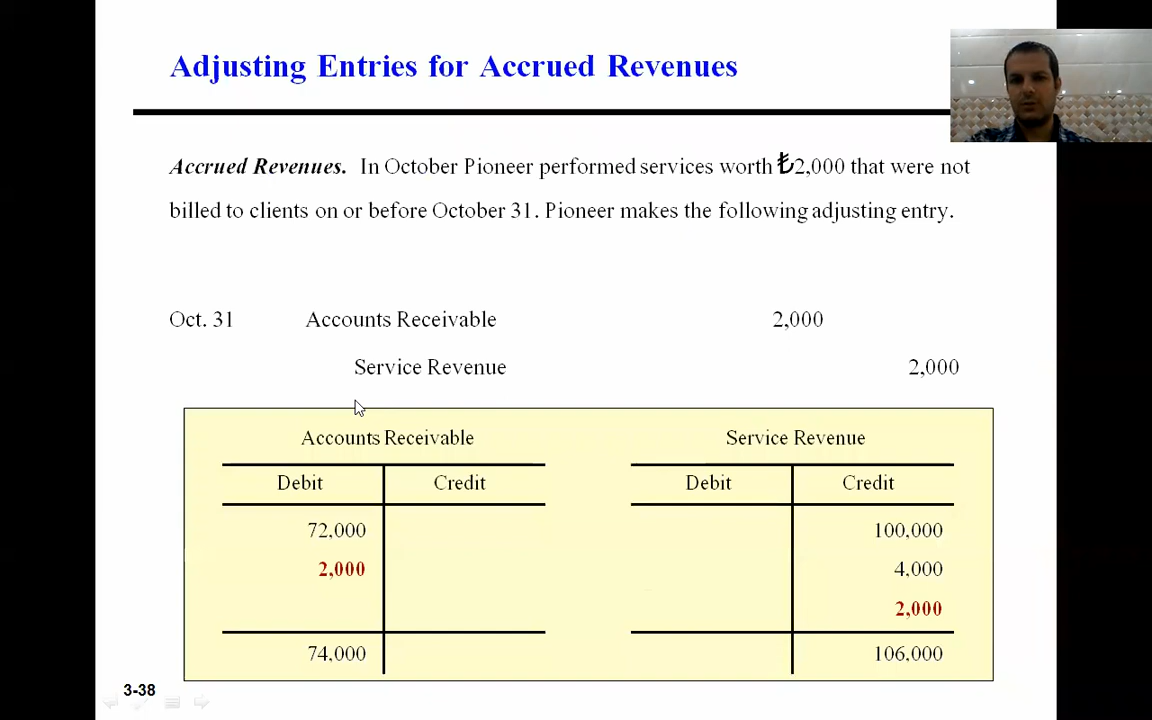 Adjusting Entries for Accrued Revenues
Accrued Revenues. In October Pioneer performed services worth ₺2,000 that were not
billed to clients on or before October 31. Pioneer makes the following adjusting entry.
Oct. 31 Accounts Receivable 2,000
Service Revenue 2,000
Accounts Receivable Service Revenue
Debit Credit Debit Credit
72,000 100,000
2,000 4,000
2,000
74,000 106,000
3-38